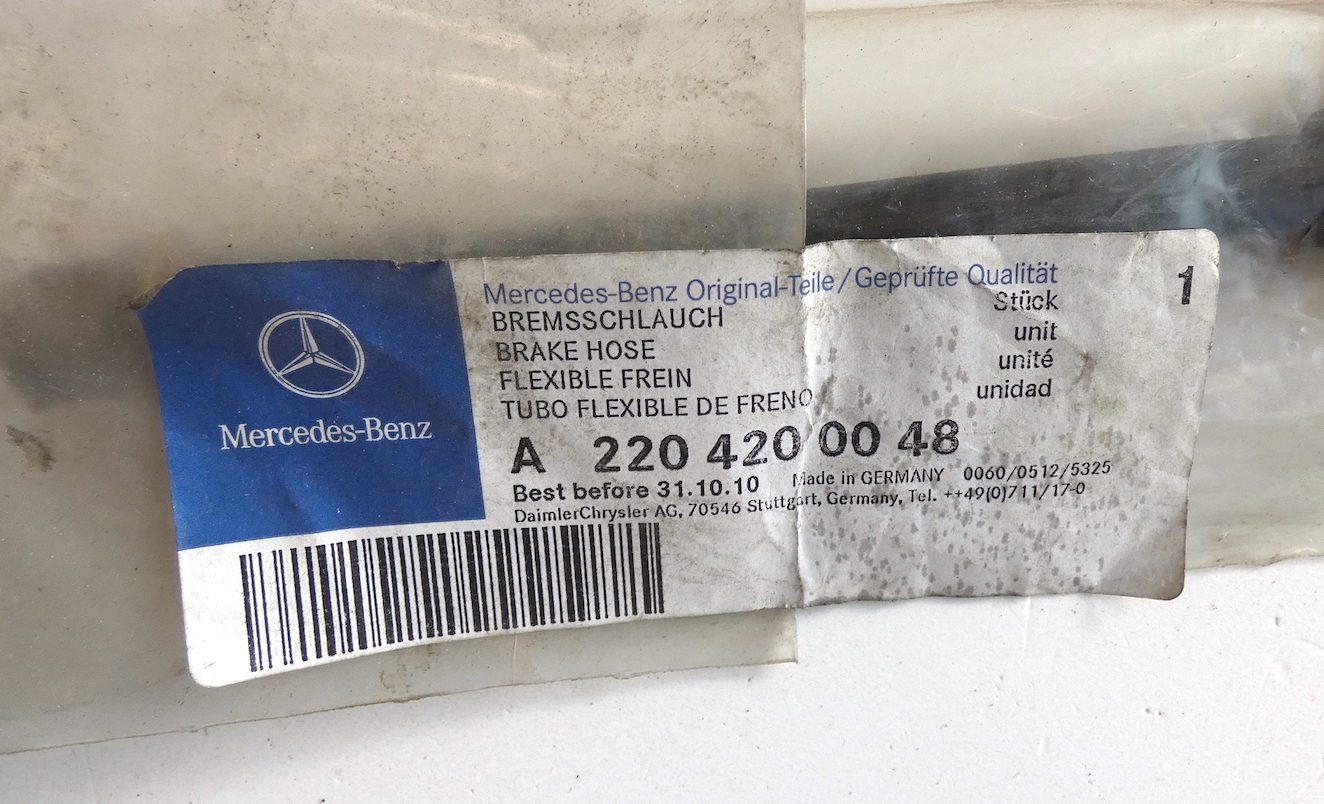 Mercedes-Benz
Mercedes-Benz Original-Teile/Geprüfte Qualität
1
BREMSSCHLAUCH Stück
BRAKE HOSE unit
FLEXIBLE FREIN unité
TUBO FLEXIBLE DE FRENO unidad
A 220 420 00 48
Best before 31.10.10 Made in GERMANY 0060/0512/5325
DaimlerChrysler AG, 70546 Stuttgart, Germany, Tel. ++49(0)711/17-0